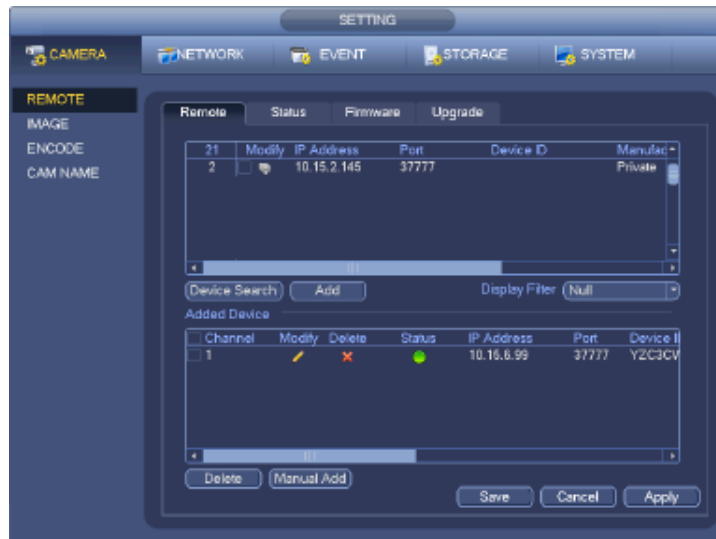 SETTING
CAMERA NETWORK EVENT STORAGE SYSTEM
REMOTE
IMAGE
ENCODE
CAM NAME
Remote Status Firmware Upgrade
21 Modify IP Address Port Device ID Manufac
2 10.15.2.145 37777 Private
Device Search Add Display Filter Null
Added Device
Channel Modify Delete Status IP Address Port Device I
1 10.15.6.99 37777 YZC3CV
Delete Manual Add
Save Cancel Apply